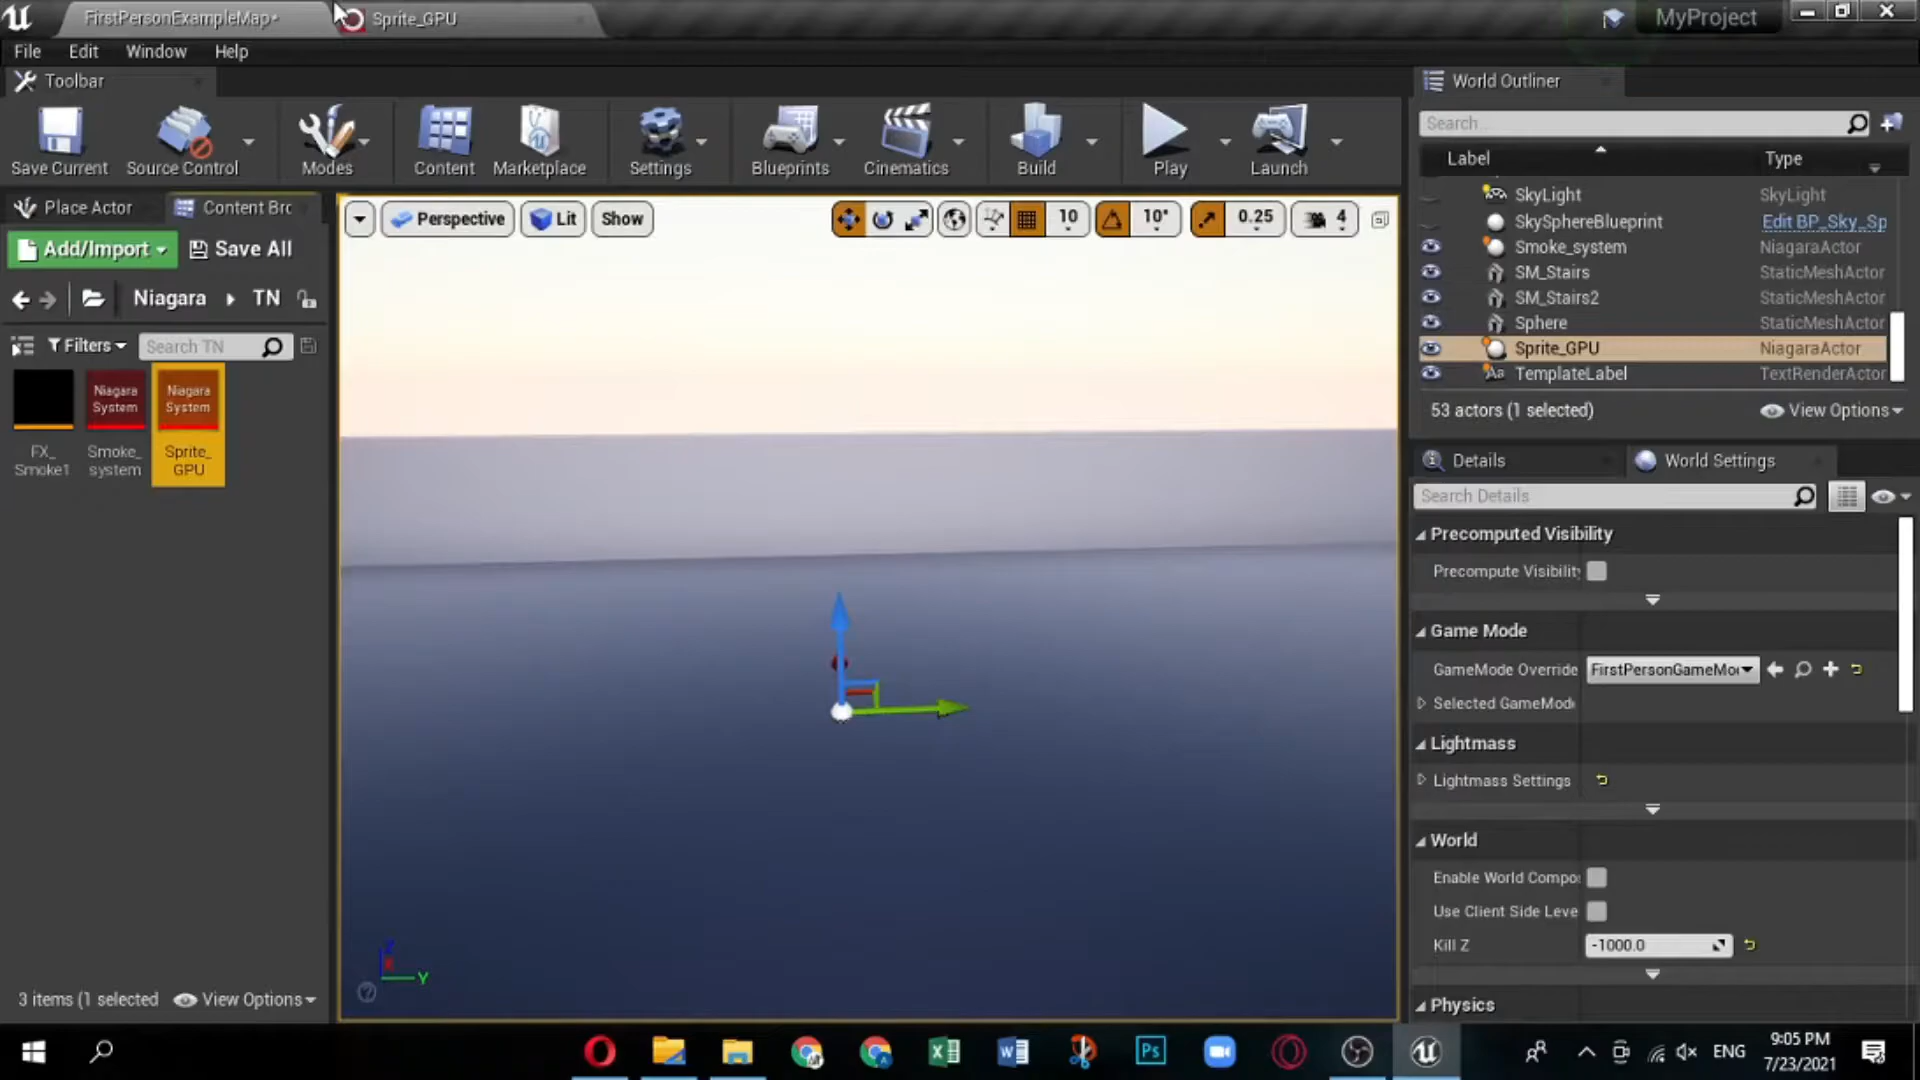 FirstPersonExampleMap*
Sprite_GPU
MyProject
File Edit Window Help
Toolbar
Save Current
Source Control
Modes
Content
Marketplace
Settings
Blueprints
Cinematics
Build
Play
Launch
Place Actor
Content Bro
Add/Import
Save All
Niagara
TN
Filters
Search TN
Niagara System
Niagara System
FX_
Smoke1
Smoke_
system
Sprite_
GPU
3 items (1 selected
View Options
Perspective
Lit
Show
10
10°
0.25
4
Z
Y
World Outliner
Search...
Label
Type
SkyLight SkyLight
SkySphereBlueprint Edit BP_Sky_Sp
Smoke_system NiagaraActor
SM_Stairs StaticMeshActor
SM_Stairs2 StaticMeshActor
Sphere StaticMeshActor
Sprite_GPU NiagaraActor
TemplateLabel TextRenderActor
53 actors (1 selected)
View Options
Details
World Settings
Search Details
Precomputed Visibility
Precompute Visibility
Game Mode
GameMode Override
FirstPersonGameMo
Selected GameMode
Lightmass
Lightmass Settings
World
Enable World Compo
Use Client Side Leve
Kill Z
-1000.0
Physics
ENG
9:05 PM
7/23/2021